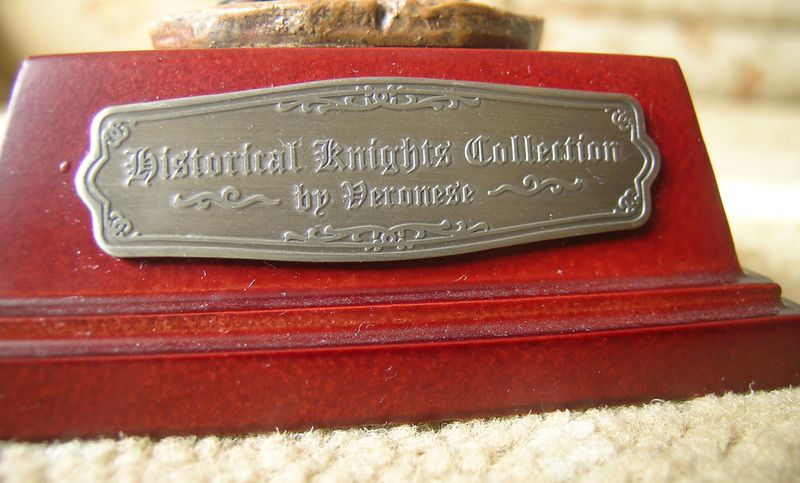 Historical Knights Collection
by Veronese